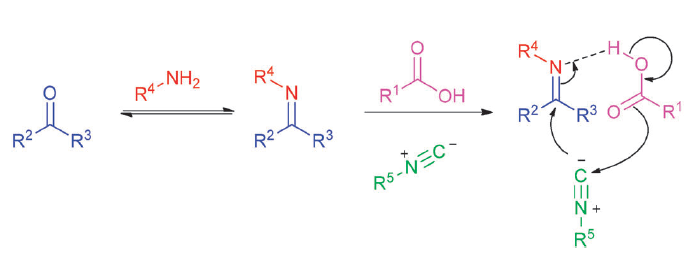 O
R² R³
R⁴ NH₂
R⁴
N
R² R³
O
R¹ OH
R⁵ N⁺ C⁻
R⁴
N
R² R³
H
O
O R¹
C⁻
N⁺
R⁵